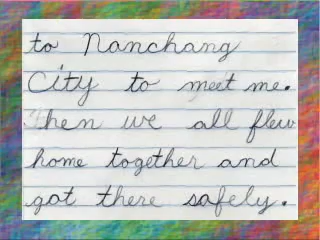 to Nanchang
City to meet me.
Then we all flew
home together and
got there safely.